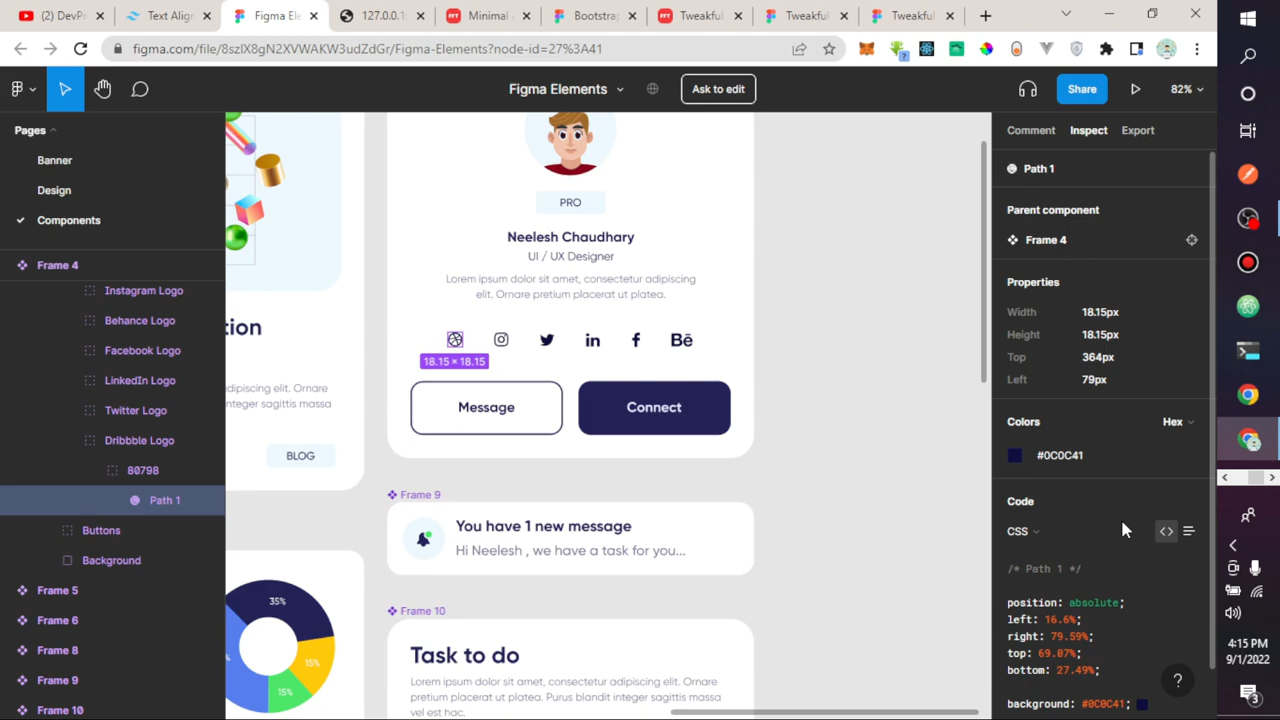 (2) DevPr
Text Align
Figma Ele
127.0.0.1:
Minimal
Bootstrap
Tweakful
Tweakful
Tweakful
figma.com/file/8szlX8gN2XVWAKW3udZdGr/Figma-Elements?node-id=27%3A41
Figma Elements
Ask to edit
Share
82%
Pages
Banner
Design
Components
Frame 4
Instagram Logo
Behance Logo
Facebook Logo
LinkedIn Logo
Twitter Logo
Dribbble Logo
80798
Path 1
Buttons
Background
Frame 5
Frame 6
Frame 8
Frame 9
Frame 10
tion
dipiscing elit. Ornare
nteger sagittis massa
BLOG
35%
15%
15%
PRO
Neelesh Chaudhary
UI / UX Designer
Lorem ipsum dolor sit amet, consectetur adipiscing
elit. Ornare pretium placerat ut platea.
18.15 × 18.15
Message
Connect
Frame 9
You have 1 new message
Hi Neelesh , we have a task for you...
Frame 10
Task to do
Lorem ipsum dolor sit amet, consectetur adipiscing
elit, pretium placerat ut platea. Purus blandit integer sagittis massa
vel est hac.
Comment
Inspect
Export
Path 1
Parent component
Frame 4
Properties
Width 18.15px
Height 18.15px
Top 364px
Left 79px
Colors
Hex
#0C0C41
Code
CSS
/* Path 1 */
position: absolute;
left: 16.6%;
right: 79.59%;
top: 69.07%;
bottom: 27.49%;
background: #0C0C41;
?
4:15 PM
9/1/2022
3